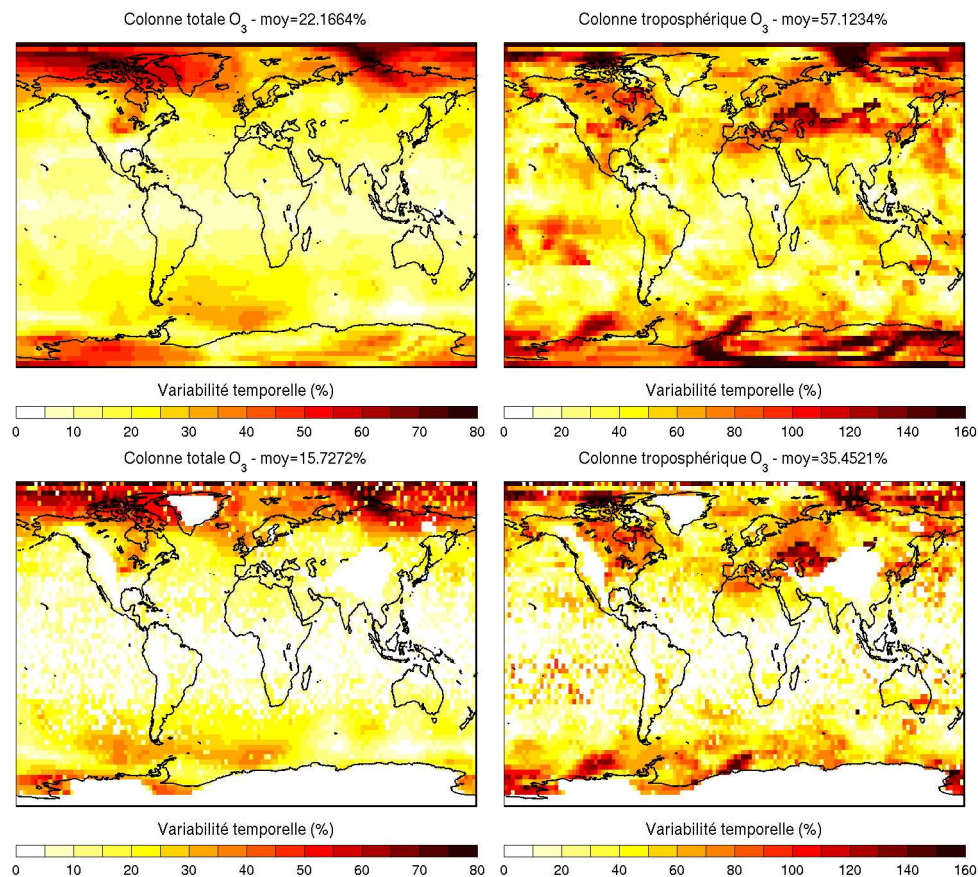 Colonne totale O3 - moy=22.1664%
Colonne troposphérique O3 - moy=57.1234%
Variabilité temporelle (%)
0 10 20 30 40 50 60 70 80
Variabilité temporelle (%)
0 20 40 60 80 100 120 140 160
Colonne totale O3 - moy=15.7272%
Colonne troposphérique O3 - moy=35.4521%
Variabilité temporelle (%)
0 10 20 30 40 50 60 70 80
Variabilité temporelle (%)
0 20 40 60 80 100 120 140 160